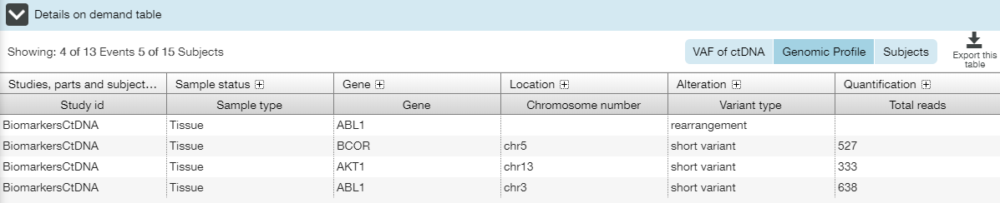 Details on demand table
Showing: 4 of 13 Events 5 of 15 Subjects
VAF of ctDNA Genomic Profile Subjects
Export this table
Studies, parts and subject... Sample status Gene Location Alteration Quantification
Study id Sample type Gene Chromosome number Variant type Total reads
BiomarkersCtDNA Tissue ABL1 rearrangement
BiomarkersCtDNA Tissue BCOR chr5 short variant 527
BiomarkersCtDNA Tissue AKT1 chr13 short variant 333
BiomarkersCtDNA Tissue ABL1 chr3 short variant 638